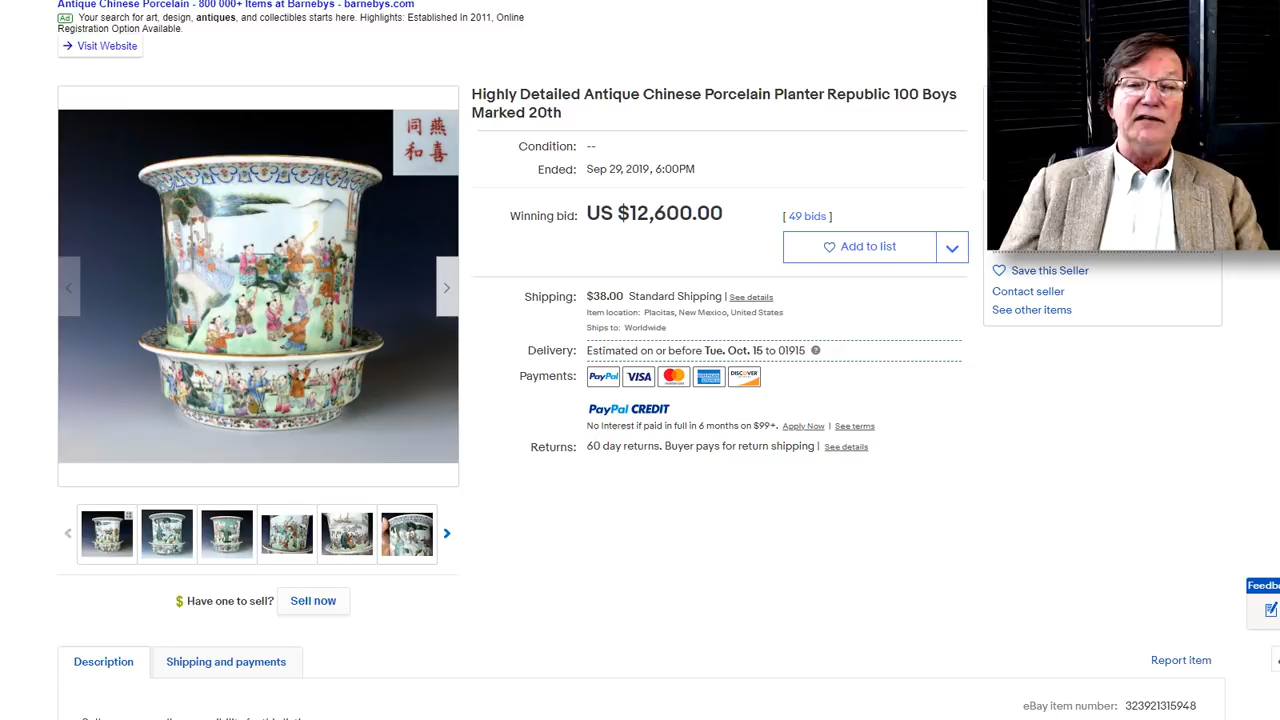 Antique Chinese Porcelain - 800 000+ Items at Barnebys - barnebys.com
Ad Your search for art, design, antiques, and collectibles starts here. Highlights: Established In 2011, Online
Registration Option Available.
→ Visit Website
Highly Detailed Antique Chinese Porcelain Planter Republic 100 Boys
Marked 20th
同燕
和喜
Condition: --
Ended: Sep 29, 2019, 6:00PM
Winning bid: US $12,600.00 [ 49 bids ]
Add to list
Shipping: $38.00 Standard Shipping | See details
Item location: Placitas, New Mexico, United States
Ships to: Worldwide
Delivery: Estimated on or before Tue. Oct. 15 to 01915
Payments: PayPal VISA MasterCard AMERICAN EXPRESS DISCOVER
PayPal CREDIT
No Interest if paid in full in 6 months on $99+. Apply Now | See terms
Returns: 60 day returns. Buyer pays for return shipping | See details
Save this Seller
Contact seller
See other items
$ Have one to sell? Sell now
Feedba
Description
Shipping and payments
Report item
eBay item number: 323921315948